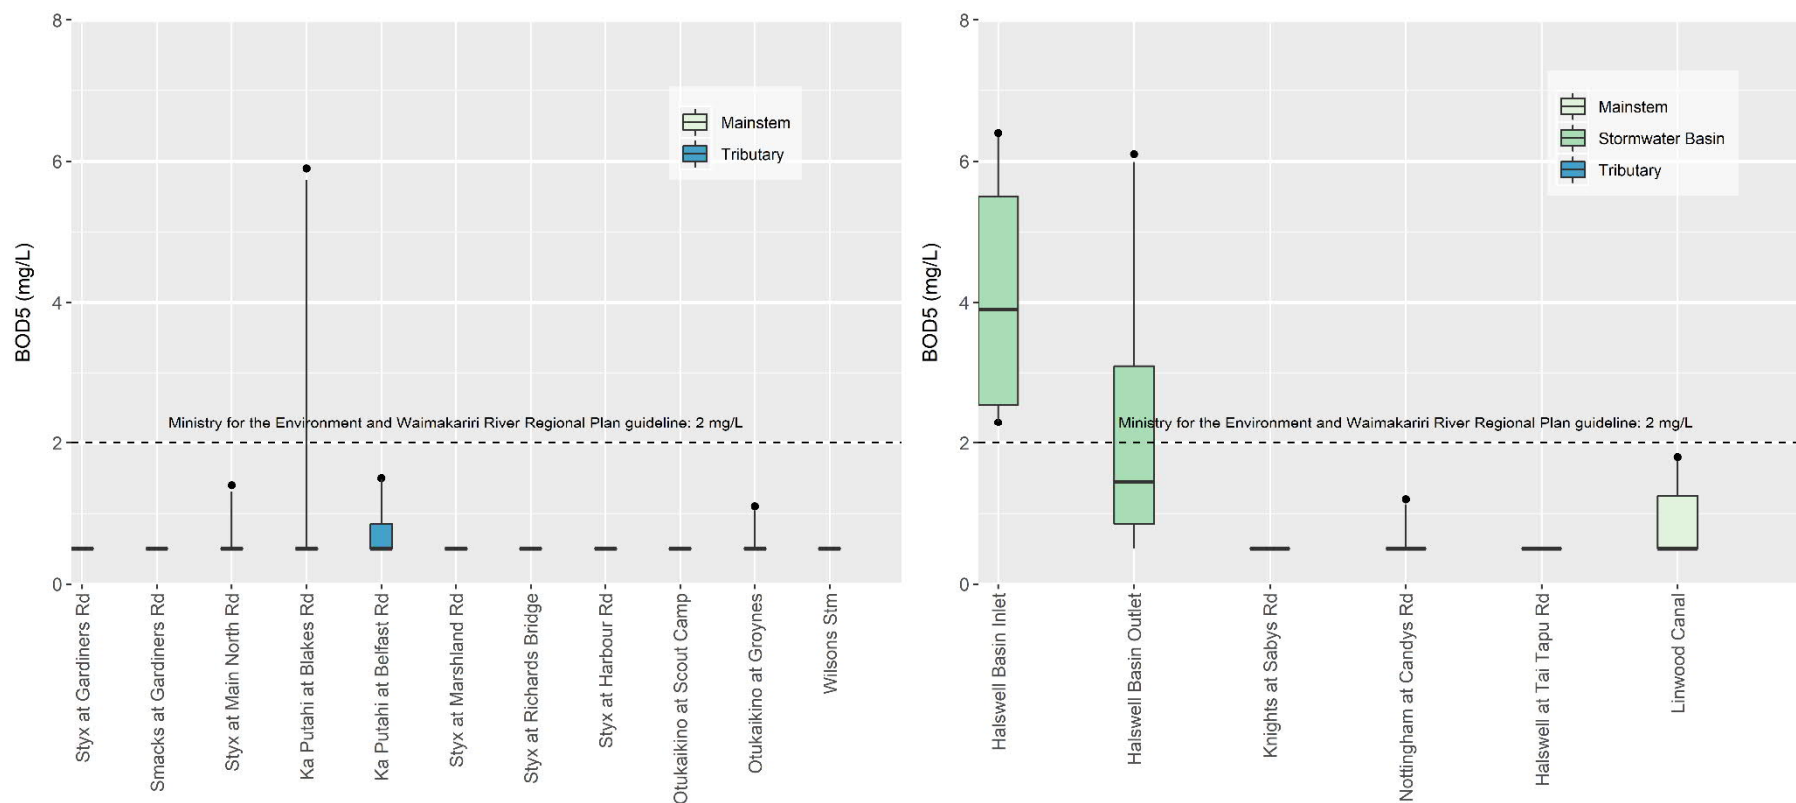 8
6
4
2
0
BOD5 (mg/L)
Mainstem
Tributary
Ministry for the Environment and Waimakariri River Regional Plan guideline: 2 mg/L
Styx at Gardiners Rd
Smacks at Gardiners Rd
Styx at Main North Rd
Ka Putahi at Blakes Rd
Ka Putahi at Belfast Rd
Styx at Marshland Rd
Styx at Richards Bridge
Styx at Harbour Rd
Otukaikino at Scout Camp
Otukaikino at Groynes
Wilsons Stm
8
6
4
2
0
BOD5 (mg/L)
Mainstem
Stormwater Basin
Tributary
Ministry for the Environment and Waimakariri River Regional Plan guideline: 2 mg/L
Halswell Basin Inlet
Halswell Basin Outlet
Knights at Sabys Rd
Nottingham at Candys Rd
Halswell at Tai Tapu Rd
Linwood Canal